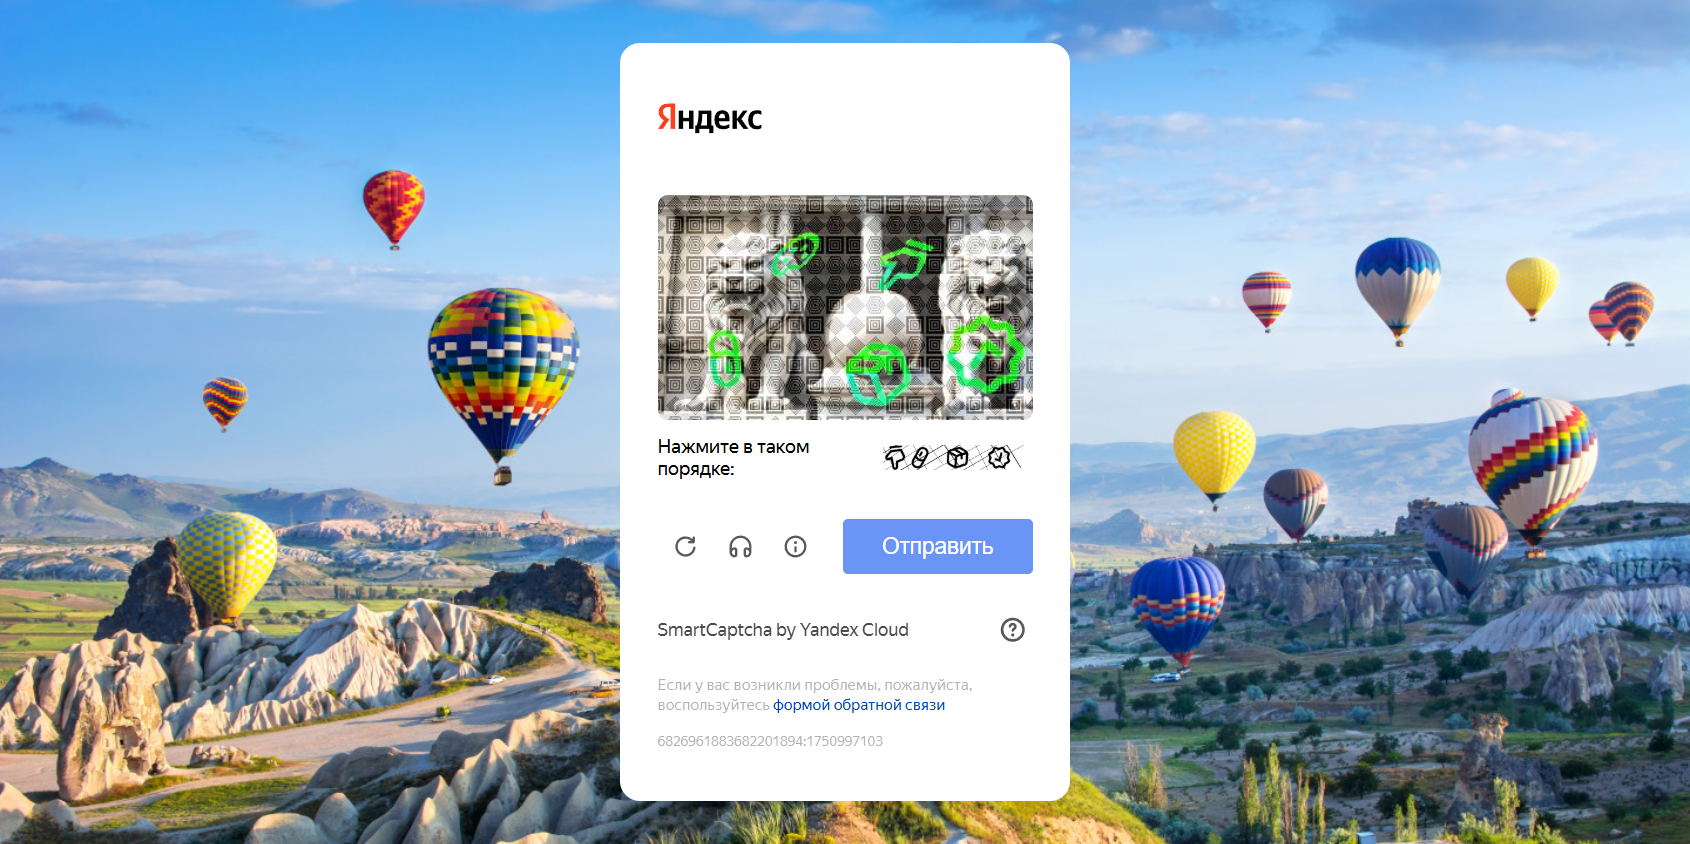 Яндекс
Нажмите в таком
порядке:
Отправить
SmartCaptcha by Yandex Cloud
Если у вас возникли проблемы, пожалуйста,
воспользуйтесь формой обратной связи
6826961883682201894:1750997103